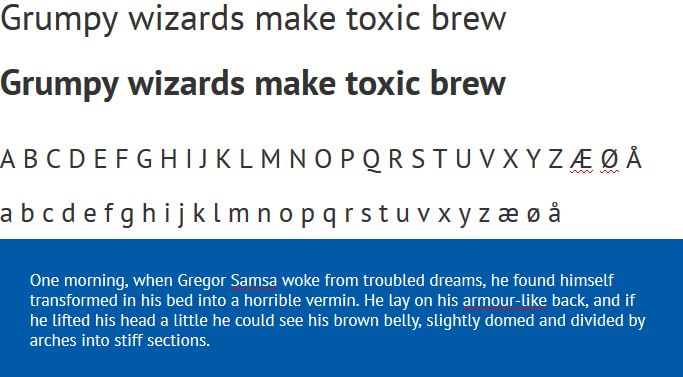 Grumpy wizards make toxic brew
Grumpy wizards make toxic brew
A B C D E F G H I J K L M N O P Q R S T U V X Y Z Æ Ø Å
a b c d e f g h i j k l m n o p q r s t u v x y z æ ø å
One morning, when Gregor Samsa woke from troubled dreams, he found himself
transformed in his bed into a horrible vermin. He lay on his armour-like back, and if
he lifted his head a little he could see his brown belly, slightly domed and divided by
arches into stiff sections.